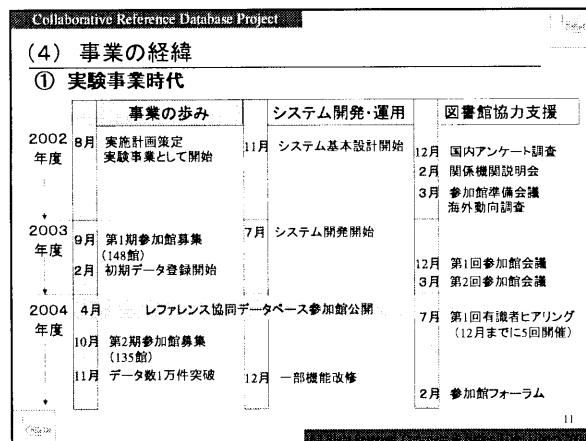 Collaborative Reference Database Project
(4) 事業の経緯
① 実験事業時代
事業の歩み
システム開発・運用
図書館協力支援
2002
年度
8月 実施計画策定
実験事業として開始
11月 システム基本設計開始
12月 国内アンケート調査
2月 関係機関説明会
3月 参加館準備会議
海外動向調査
2003
年度
9月 第1期参加館募集
(148館)
2月 初期データ登録開始
7月 システム開発開始
12月 第1回参加館会議
3月 第2回参加館会議
2004
年度
4月 レファレンス協同データベース参加館公開
10月 第2期参加館募集
(135館)
11月 データ数1万件突破
12月 一部機能改修
7月 第1回有識者ヒアリング
(12月までに5回開催)
2月 参加館フォーラム
11